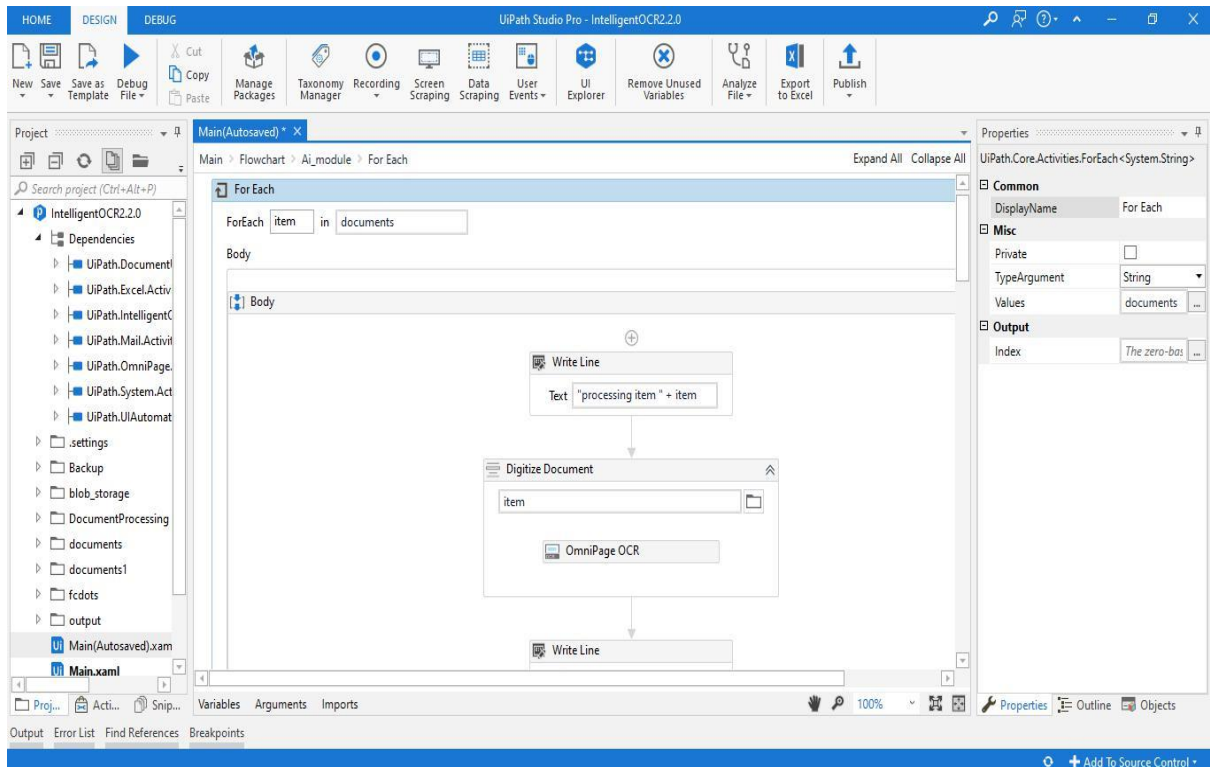 HOME DESIGN DEBUG UiPath Studio Pro - IntelligentOCR2.2.0
New Save Save as Template Debug File Cut Copy Paste Manage Packages Taxonomy Manager Recording Screen Scraping Data Scraping User Events UI Explorer Remove Unused Variables Analyze File Export to Excel Publish
Project
Search project (Ctrl+Alt+P)
IntelligentOCR2.2.0
Dependencies
UiPath.Document
UiPath.Excel.Activ
UiPath.Intelligent
UiPath.Mail.Activit
UiPath.OmniPage.
UiPath.System.Act
UiPath.UIAutomat
.settings
Backup
blob_storage
DocumentProcessing
documents
documents1
fcdots
output
Main(Autosaved).xam
Main.xaml
Proj... Acti... Snip...
Main(Autosaved) * X
Main > Flowchart > Ai_module > For Each Expand All Collapse All
For Each
ForEach item in documents
Body
Body
Write Line
Text "processing item " + item
Digitize Document
item
OmniPage OCR
Write Line
Variables Arguments Imports 100%
Properties
UiPath.Core.Activities.ForEach<System.String>
Common
DisplayName For Each
Misc
Private
TypeArgument String
Values documents ...
Output
Index The zero-bas ...
Properties Outline Objects
Output Error List Find References Breakpoints
Add To Source Control